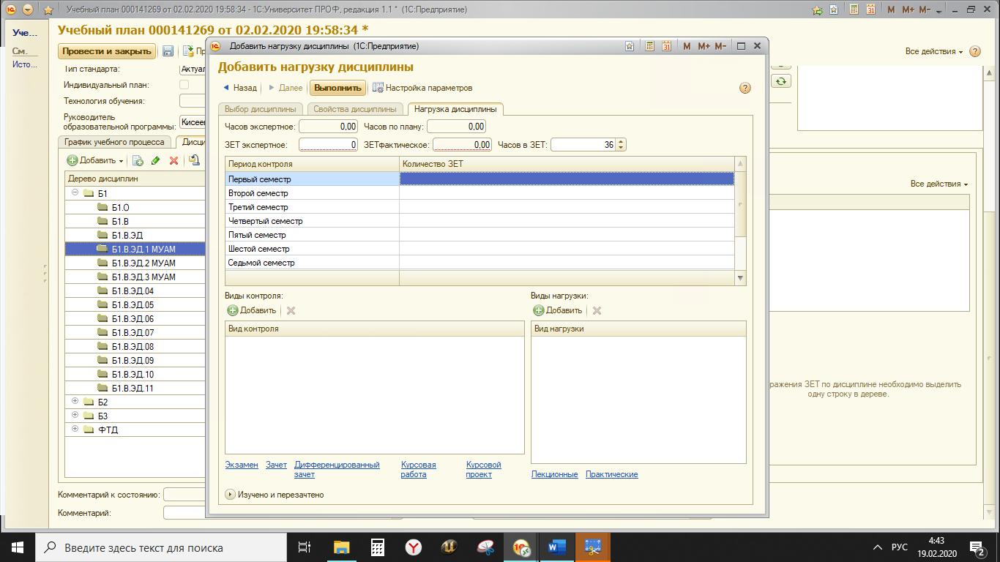 Учебный план 000141269 от 02.02.2020 19:58:34 - 1С:Университет ПРОФ, редакция 1.1 * (1С:Предприятие)
M M+ M-
Уче...
См.
Исто...
Учебный план 000141269 от 02.02.2020 19:58:34 *
Провести и закрыть
Все действия
Тип стандарта:
Актуал
Индивидуальный план:
Технология обучения:
Руководитель
образовательной программы:
Кисеев
График учебного процесса
Дисц
Добавить
Дерево дисциплин
Б1
Б1.О
Б1.В
Б1.В.ЭД
Б1.В.ЭД.1 МУАМ
Б1.В.ЭД.2 МУАМ
Б1.В.ЭД.3 МУАМ
Б1.В.ЭД.04
Б1.В.ЭД.05
Б1.В.ЭД.06
Б1.В.ЭД.07
Б1.В.ЭД.08
Б1.В.ЭД.09
Б1.В.ЭД.10
Б1.В.ЭД.11
Б2
Б3
ФТД
Комментарий к состоянию:
Комментарий:
Добавить нагрузку дисциплины (1С:Предприятие)
M M+ M-
Добавить нагрузку дисциплины
Назад
Далее
Выполнить
Настройка параметров
Выбор дисциплины
Свойства дисциплины
Нагрузка дисциплины
Часов экспертное: 0,00 Часов по плану: 0,00
ЗЕТ экспертное: 0 ЗЕТфактическое: 0,00 Часов в ЗЕТ: 36
Период контроля Количество ЗЕТ
Первый семестр
Второй семестр
Третий семестр
Четвертый семестр
Пятый семестр
Шестой семестр
Седьмой семестр
Виды контроля:
Добавить
Вид контроля
Экзамен Зачет Дифференцированный зачет Курсовая работа Курсовой проект
Виды нагрузки:
Добавить
Вид нагрузки
Лекционные Практические
Изучено и перезачтено
Все действия
ражения ЗЕТ по дисциплине необходимо выделить
одну строку в дереве.
Введите здесь текст для поиска
РУС
4:43
19.02.2020
2